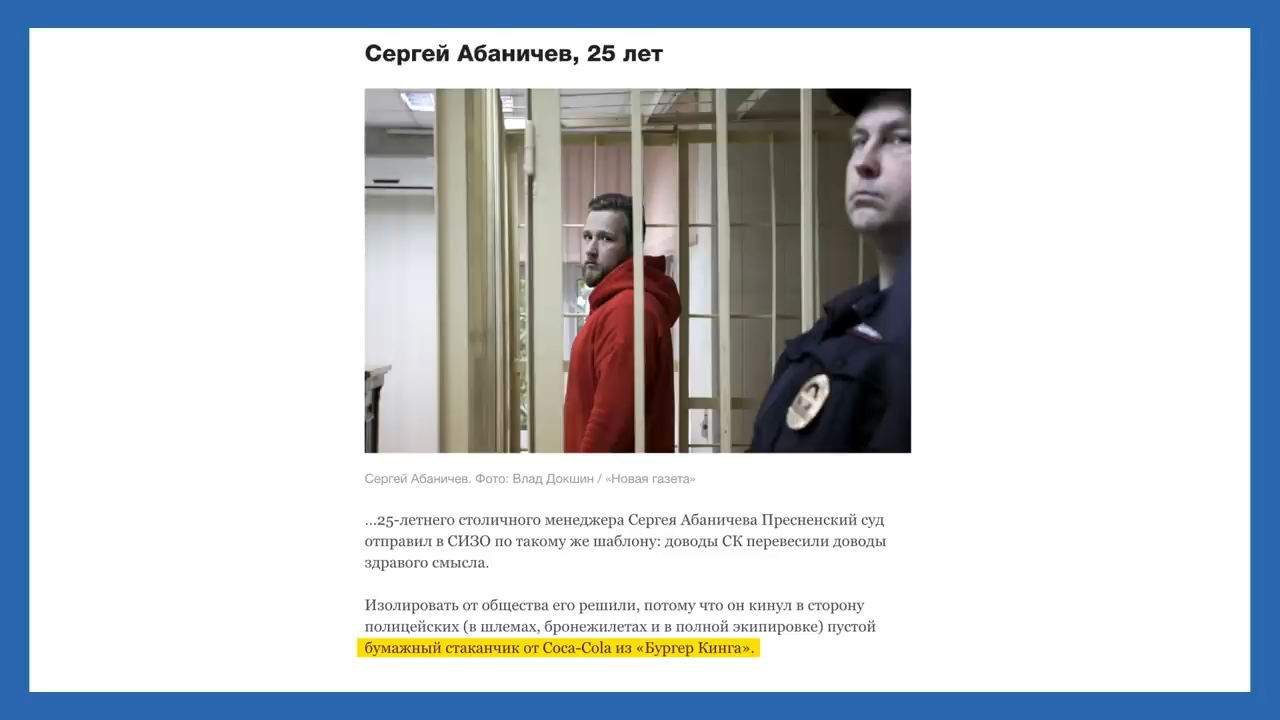 Сергей Абаничев, 25 лет
Сергей Абаничев. Фото: Влад Докшин / «Новая газета»
...25-летнего столичного менеджера Сергея Абаничева Пресненский суд
отправил в СИЗО по такому же шаблону: доводы СК перевесили доводы
здравого смысла.
Изолировать от общества его решили, потому что он кинул в сторону
полицейских (в шлемах, бронежилетах и в полной экипировке) пустой
бумажный стаканчик от Coca-Cola из «Бургер Кинга».